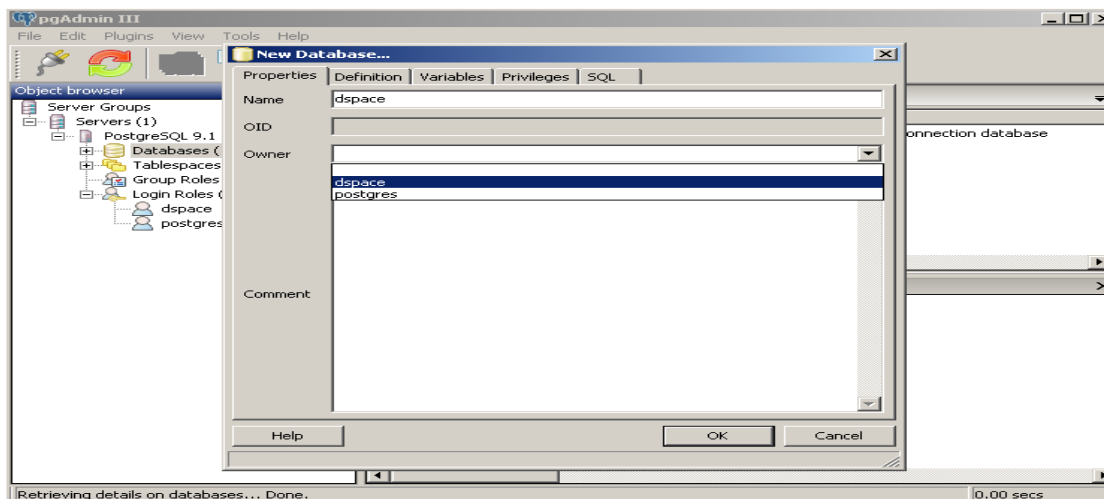 pgAdmin III
File Edit Plugins View Tools Help
New Database...
Properties Definition Variables Privileges SQL
Name dspace
OID
Owner
dspace
postgres
Comment
Help OK Cancel
Object browser
Server Groups
Servers (1)
PostgreSQL 9.1
Databases (
Tablespaces
Group Roles
Login Roles (
dspace
postgres
onnection database
Retrieving details on databases... Done. 0.00 secs